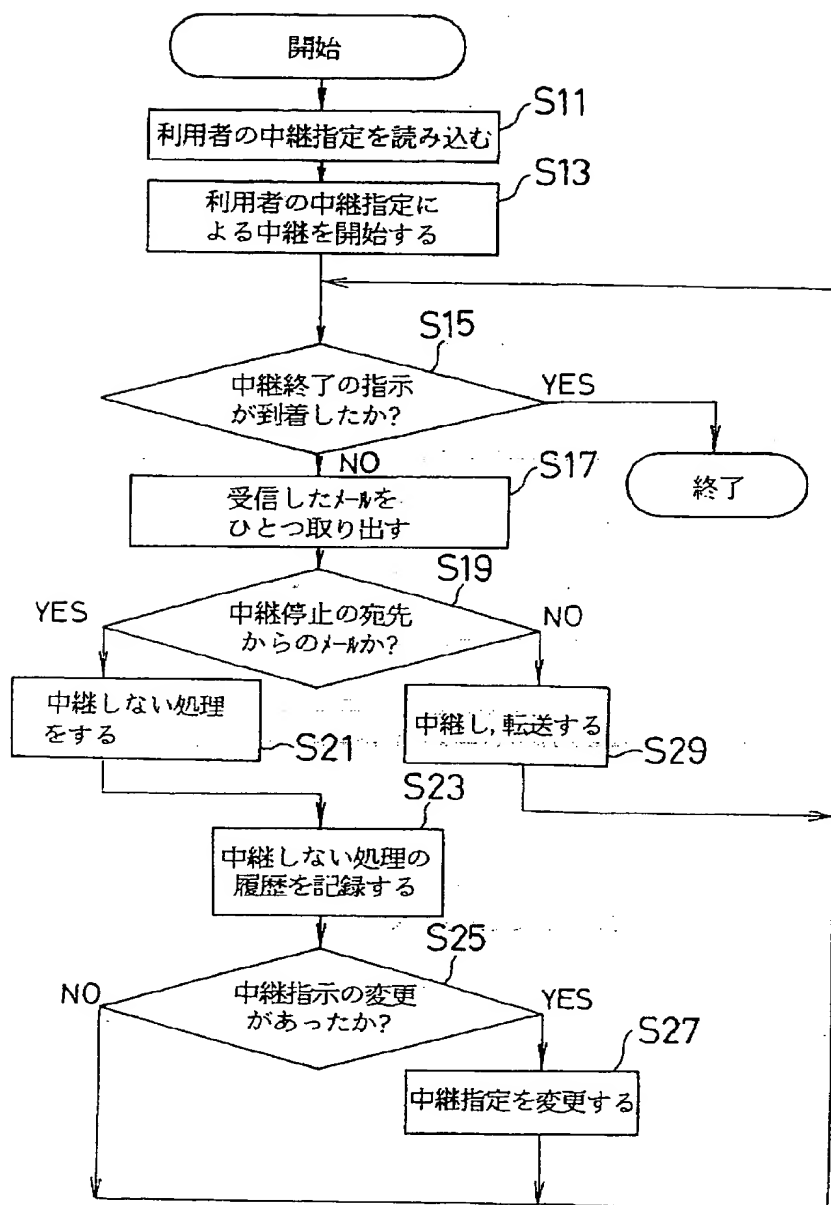 開始
S11
利用者の中継指定を読み込む
S13
利用者の中継指定に
よる中継を開始する
S15
中継終了の指示
が到着したか?
YES
NO
終了
S17
受信したメールを
ひとつ取り出す
S19
YES
中継停止の宛先
からのメールか?
NO
中継しない処理
をする
S21
中継し,転送する
S29
S23
中継しない処理の
履歴を記録する
S25
NO
中継指示の変更
があったか?
YES
S27
中継指定を変更する